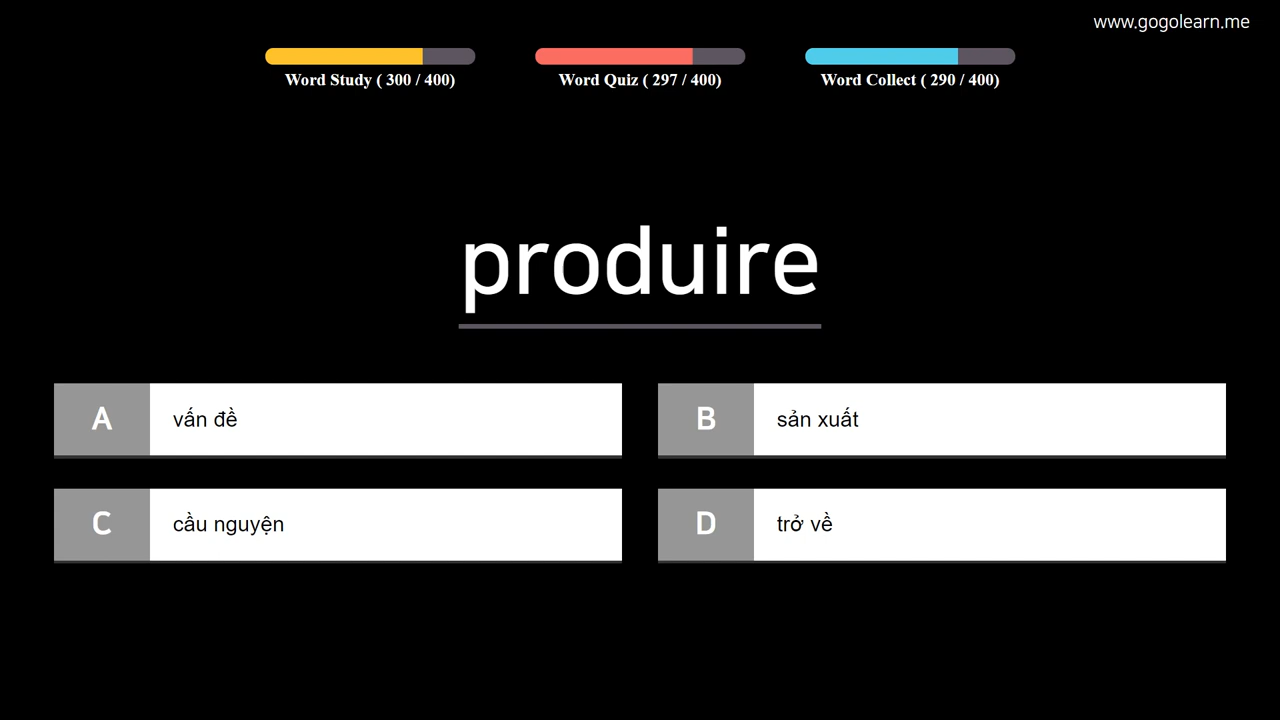 www.gogolearn.me
Word Study ( 300 / 400)
Word Quiz ( 297 / 400)
Word Collect ( 290 / 400)
produire
A vấn đề
B sản xuất
C cầu nguyện
D trở về